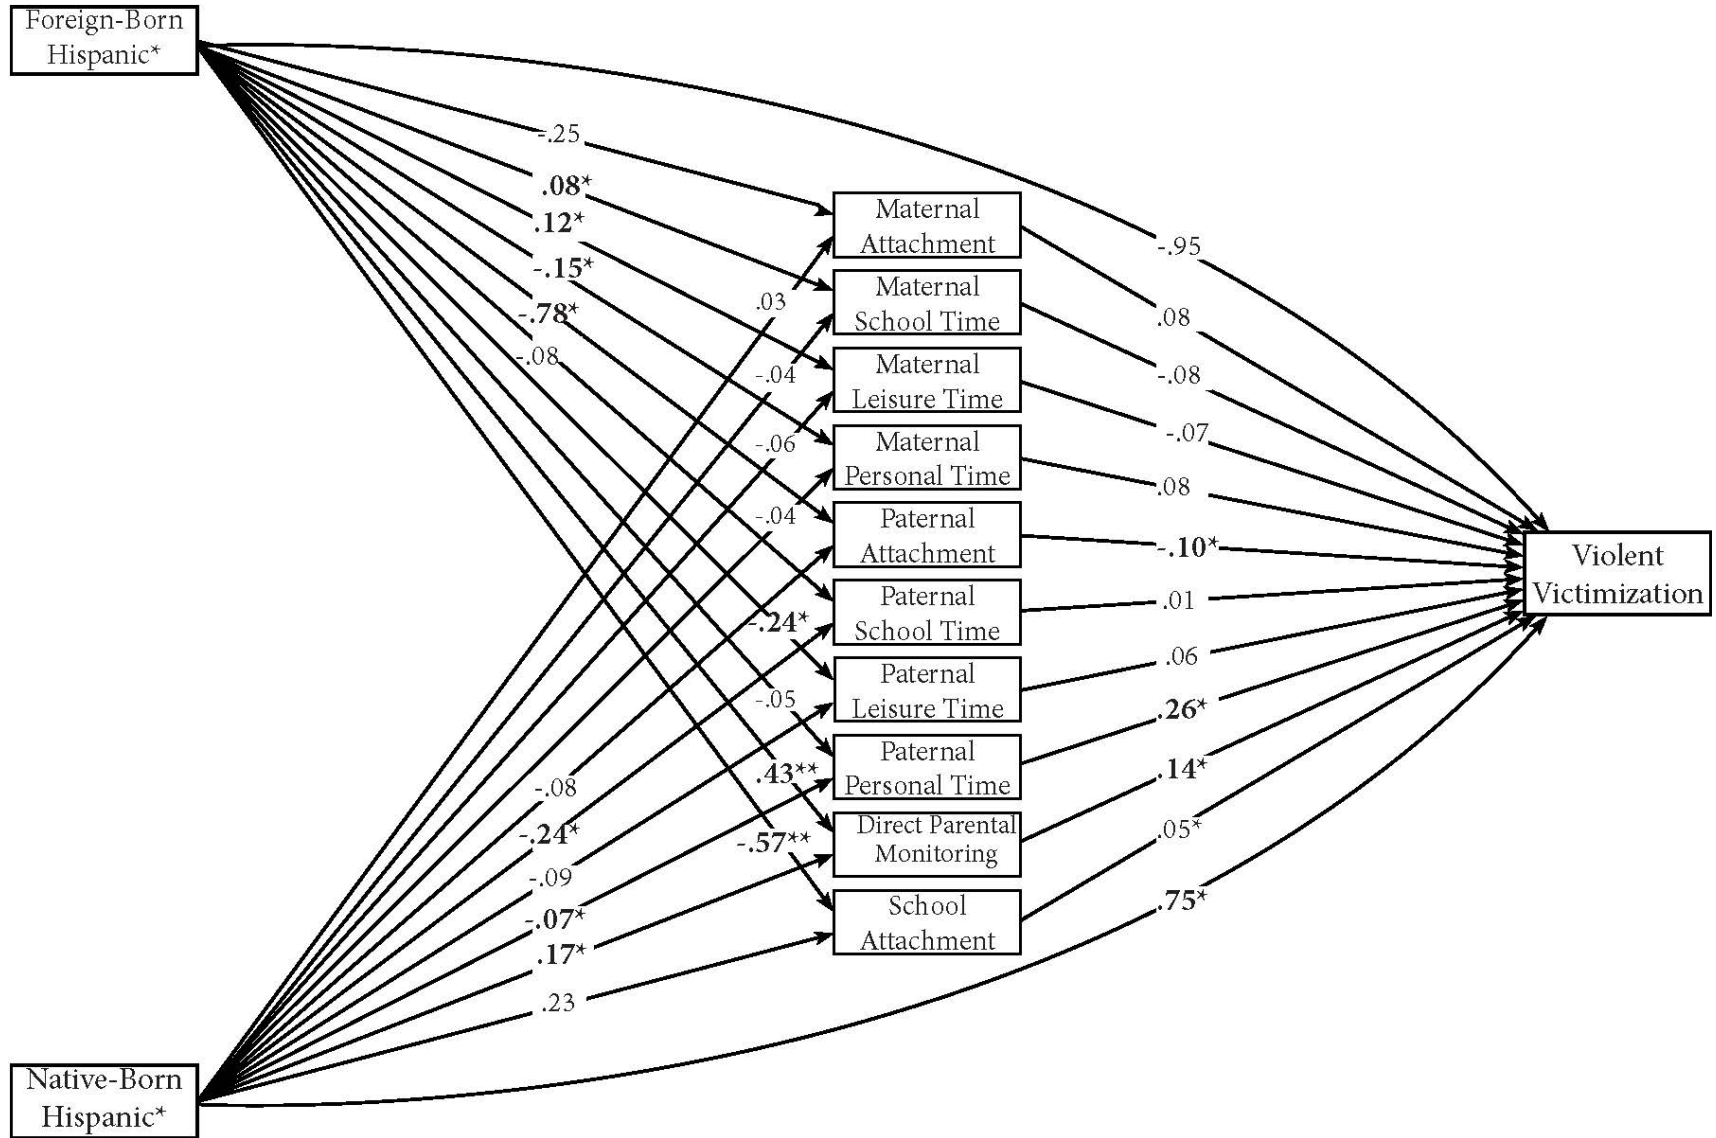 Foreign-Born
Hispanic*
-.25
.08*
.12*
-.15*
-.78*
-.08
.03
-.04
-.06
-.04
-.24*
-.05
.43**
-.57**
-.08
-.24*
-.09
-.07*
.17*
.23
Maternal
Attachment
Maternal
School Time
Maternal
Leisure Time
Maternal
Personal Time
Paternal
Attachment
Paternal
School Time
Paternal
Leisure Time
Paternal
Personal Time
Direct Parental
Monitoring
School
Attachment
-.95
.08
-.08
-.07
.08
-.10*
.01
.06
.26*
.14*
.05*
.75*
Violent
Victimization
Native-Born
Hispanic*